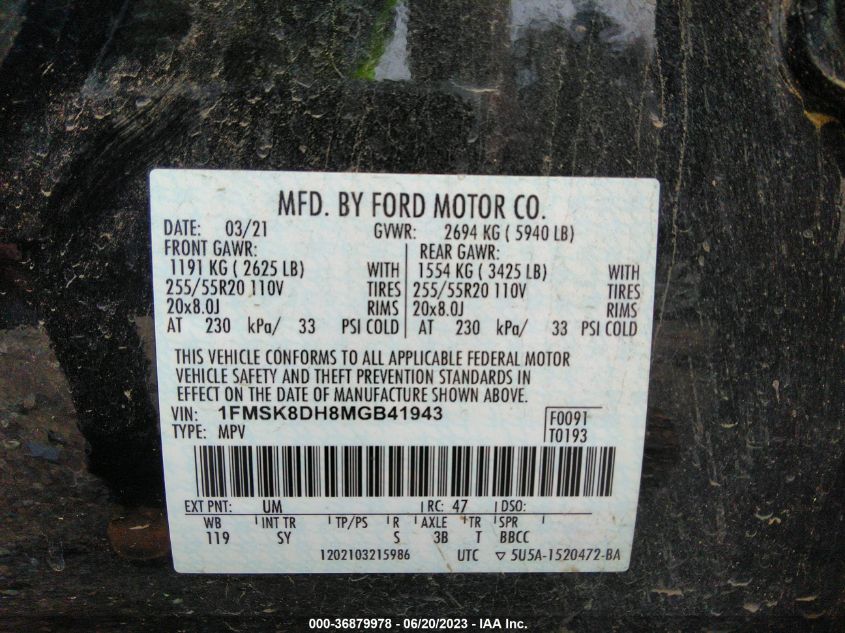 MFD. BY FORD MOTOR CO.
DATE: 03/21 GVWR: 2694 KG ( 5940 LB)
FRONT GAWR: REAR GAWR:
1191 KG ( 2625 LB) WITH 1554 KG ( 3425 LB) WITH
255/55R20 110V TIRES 255/55R20 110V TIRES
20x8.0J RIMS 20x8.0J RIMS
AT 230 kPa/ 33 PSI COLD AT 230 kPa/ 33 PSI COLD
THIS VEHICLE CONFORMS TO ALL APPLICABLE FEDERAL MOTOR
VEHICLE SAFETY AND THEFT PREVENTION STANDARDS IN
EFFECT ON THE DATE OF MANUFACTURE SHOWN ABOVE.
VIN: 1FMSK8DH8MGB41943 F0091
TYPE: MPV T0193
EXT PNT: UM RC: 47 DSO:
WB INT TR TP/PS R AXLE TR SPR
119 SY S 3B T BBCC
1202103215986 UTC ▽ 5U5A-1520472-BA
000-36879978 / 06/20/2023 - IAA Inc.